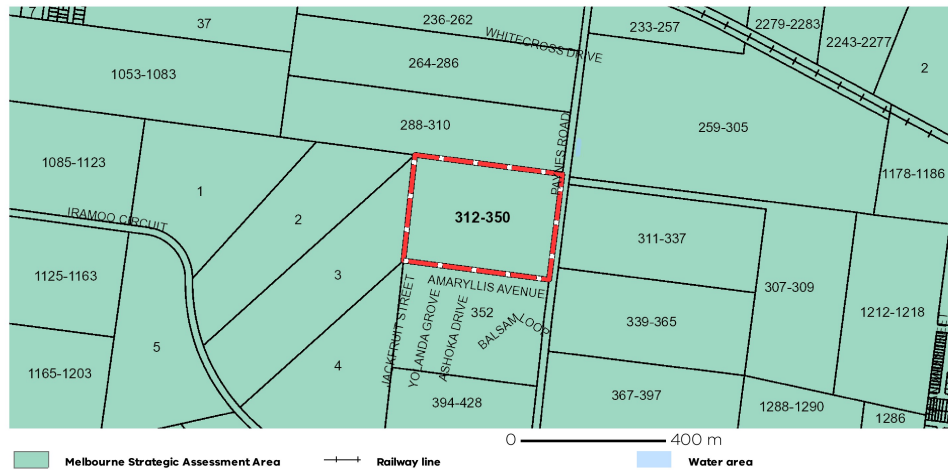 7
37
236-262
WHITECROSS DRIVE
233-257
2279-2283
2243-2277
2
1053-1083
264-286
288-310
PAYNES ROAD
259-305
1178-1186
1085-1123
1
2
312-350
IRAMOO CIRCUIT
311-337
3
1125-1163
AMARYLLIS AVENUE
307-309
JACKFRUIT STREET
YOLANDA GROVE
ASHOKA DRIVE
352
BALSAM LOOP
339-365
1212-1218
5
4
1165-1203
394-428
367-397
1288-1290
1286
0 400 m
Melbourne Strategic Assessment Area
Railway line
Water area